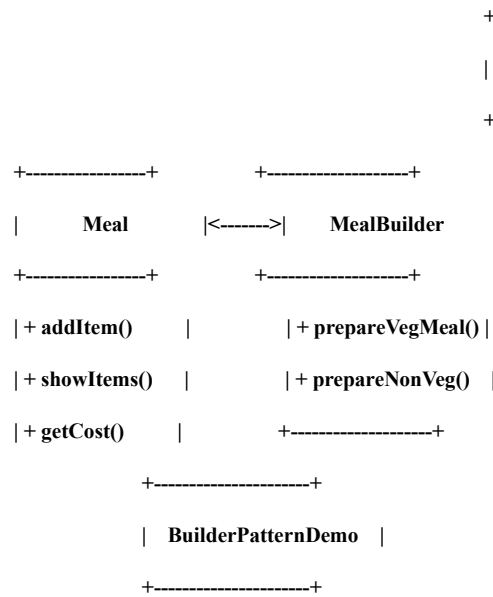 +
|
+
+-----------------+ +--------------------+
| Meal |<------->| MealBuilder
+-----------------+ +--------------------+
| + addItem() | | + prepareVegMeal() |
| + showItems() | | + prepareNonVeg() |
| + getCost() | +--------------------+
+----------------------+
| BuilderPatternDemo |
+----------------------+